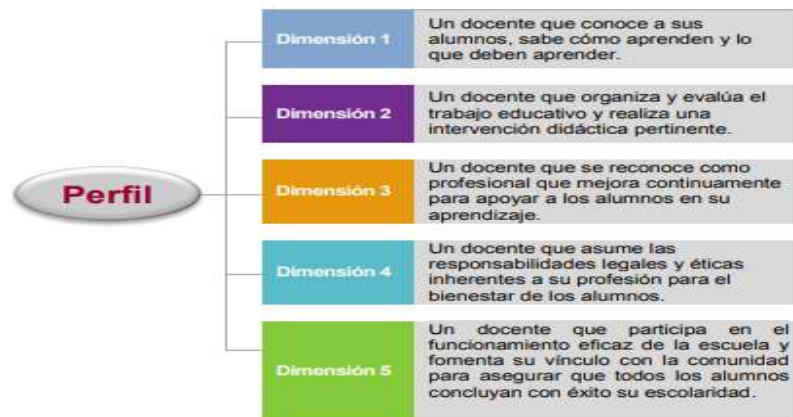 Perfil
Dimensión 1
Un docente que conoce a sus
alumnos, sabe cómo aprenden y lo
que deben aprender.
Dimensión 2
Un docente que organiza y evalúa el
trabajo educativo y realiza una
intervención didáctica pertinente.
Dimensión 3
Un docente que se reconoce como
profesional que mejora continuamente
para apoyar a los alumnos en su
aprendizaje.
Dimensión 4
Un docente que asume las
responsabilidades legales y éticas
inherentes a su profesión para el
bienestar de los alumnos.
Dimensión 5
Un docente que participa en el
funcionamiento eficaz de la escuela y
fomenta su vínculo con la comunidad
para asegurar que todos los alumnos
concluyan con éxito su escolaridad.